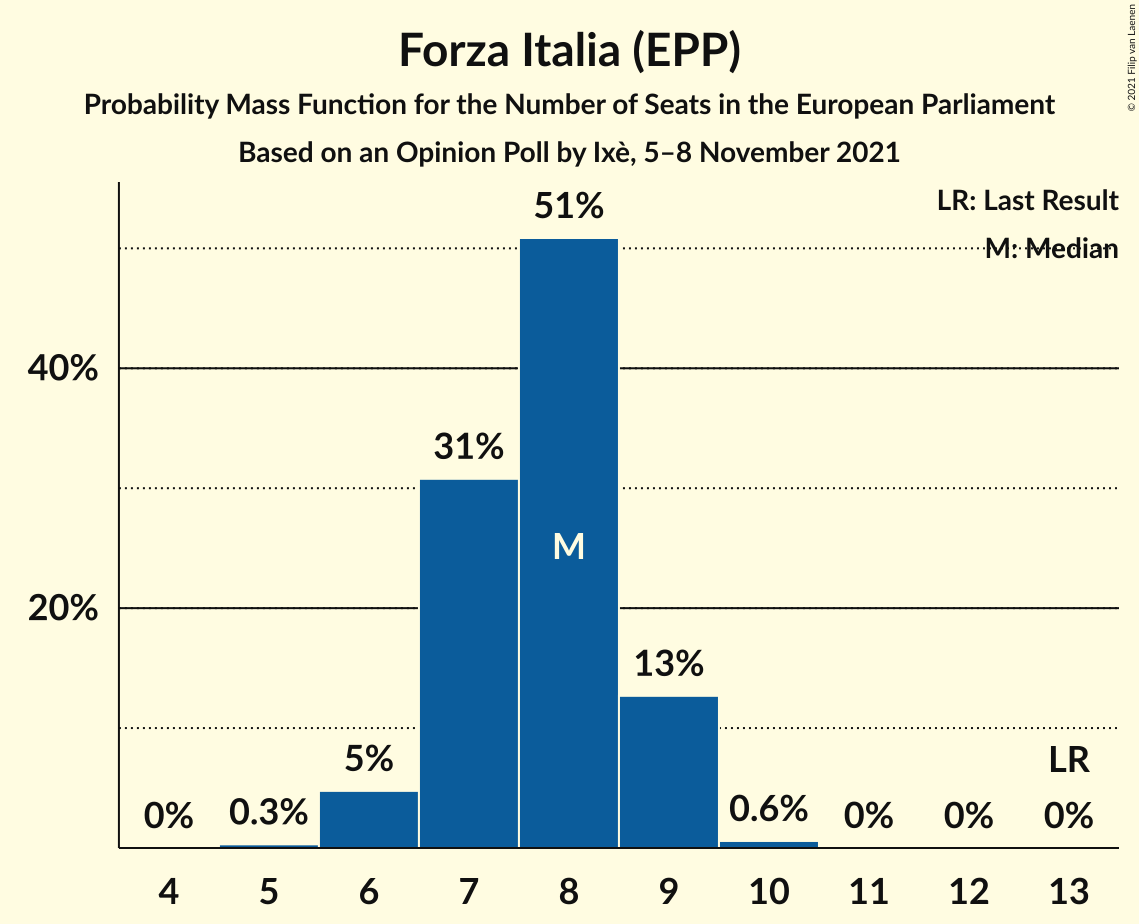 Forza Italia (EPP)
Probability Mass Function for the Number of Seats in the European Parliament
Based on an Opinion Poll by Ixè, 5–8 November 2021
© 2021 Filip van Laenen
LR: Last Result
M: Median
51%
40%
31%
M
20%
13%
5%
LR
0%
0.3%
0.6%
0%
0%
0%
4 5 6 7 8 9 10 11 12 13